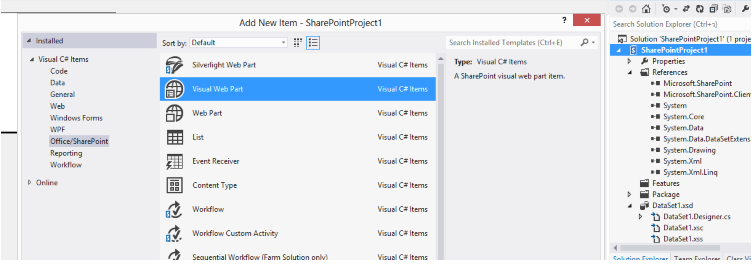 Add New Item - SharePointProject1
?
Installed
Visual C# Items
Code
Data
General
Web
Windows Forms
WPF
Office/SharePoint
Reporting
Workflow
Online
Sort by: Default
Search Installed Templates (Ctrl+E)
Silverlight Web Part Visual C# Items
Visual Web Part Visual C# Items
Web Part Visual C# Items
List Visual C# Items
Event Receiver Visual C# Items
Content Type Visual C# Items
Workflow Visual C# Items
Workflow Custom Activity Visual C# Items
Sequential Workflow (Farm Solution only) Visual C# Items
Type: Visual C# Items
A SharePoint visual web part item.
Search Solution Explorer (Ctrl+ר)
Solution 'SharePointProject1' (1 projec
SharePointProject1
Properties
References
Microsoft.SharePoint
Microsoft.SharePoint.Client
System
System.Core
System.Data
System.Data.DataSetExtens
System.Drawing
System.Xml
System.Xml.Linq
Features
Package
DataSet1.xsd
DataSet1.Designer.cs
DataSet1.xsc
DataSet1.xss
Solution Explorer Team Explorer Class Vi